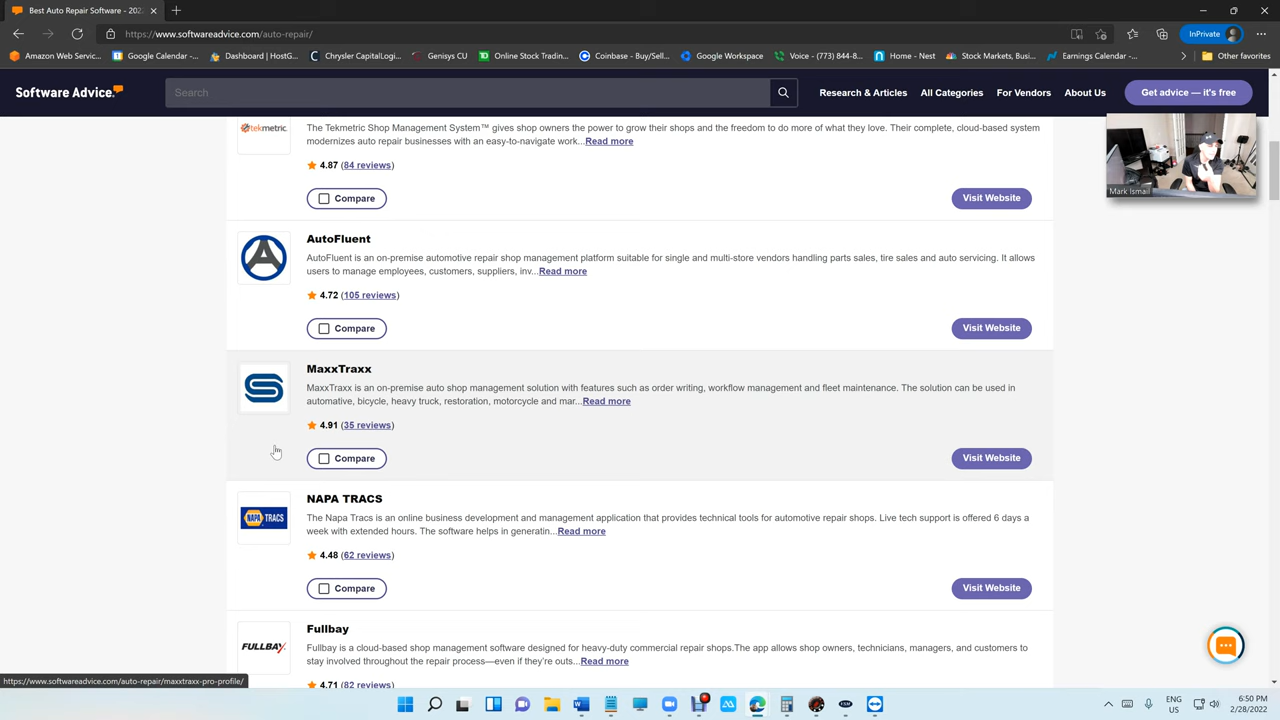 Best Auto Repair Software - 202
https://www.softwareadvice.com/auto-repair/
InPrivate
Amazon Web Servic...
Google Calendar -...
Dashboard | HostG...
Chrysler CapitalLogi...
Genisys CU
Online Stock Tradin...
Coinbase - Buy/Sell...
Google Workspace
Voice - (773) 844-8...
Home - Nest
Stock Markets, Busi...
Earnings Calendar -...
Other favorites
Software Advice.
Search
Research & Articles
All Categories
For Vendors
About Us
Get advice — it's free
tekmetric.
The Tekmetric Shop Management System™ gives shop owners the power to grow their shops and the freedom to do more of what they love. Their complete, cloud-based system
modernizes auto repair businesses with an easy-to-navigate work...Read more
4.87 (84 reviews)
Compare
Visit Website
Mark Ismail
AutoFluent
AutoFluent is an on-premise automotive repair shop management platform suitable for single and multi-store vendors handling parts sales, tire sales and auto servicing. It allows
users to manage employees, customers, suppliers, inv...Read more
4.72 (105 reviews)
Compare
Visit Website
MaxxTraxx
MaxxTraxx is an on-premise auto shop management solution with features such as order writing, workflow management and fleet maintenance. The solution can be used in
automative, bicycle, heavy truck, restoration, motorcycle and mar...Read more
4.91 (35 reviews)
Compare
Visit Website
NAPA TRACS
NAPA TRACS
The Napa Tracs is an online business development and management application that provides technical tools for automotive repair shops. Live tech support is offered 6 days a
week with extended hours. The software helps in generatin...Read more
4.48 (62 reviews)
Compare
Visit Website
Fullbay
FULLBAY
Fullbay is a cloud-based shop management software designed for heavy-duty commercial repair shops.The app allows shop owners, technicians, managers, and customers to
stay involved throughout the repair process—even if they're outs...Read more
4.71 (82 reviews)
https://www.softwareadvice.com/auto-repair/maxxtraxx-pro-profile/
ENG
US
6:50 PM
2/28/2022